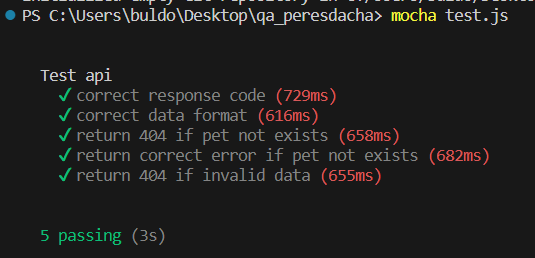 PS C:\Users\buldo\Desktop\qa_peresdacha> mocha test.js
Test api
✓ correct response code (729ms)
✓ correct data format (616ms)
✓ return 404 if pet not exists (658ms)
✓ return correct error if pet not exists (682ms)
✓ return 404 if invalid data (655ms)
5 passing (3s)